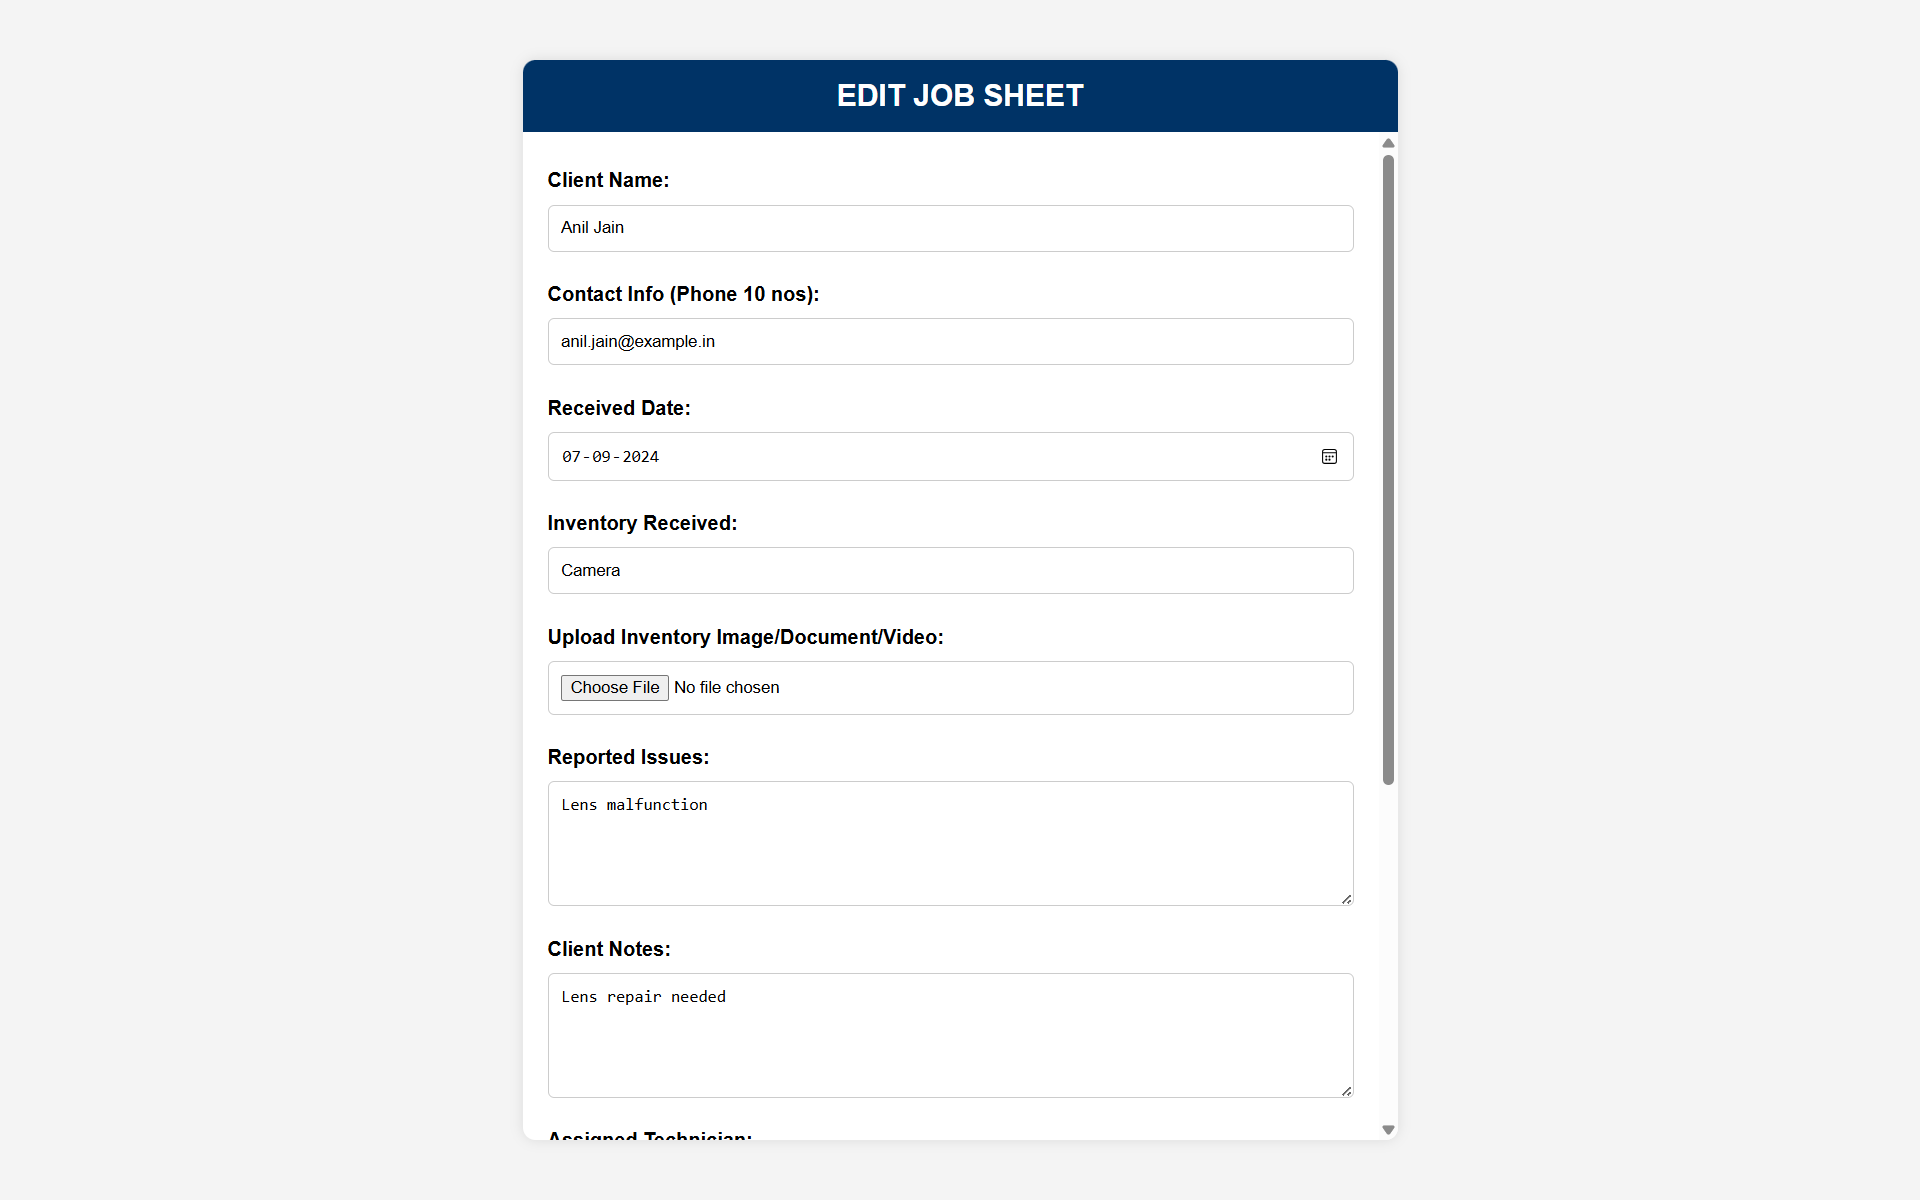 EDIT JOB SHEET
Client Name:
Anil Jain
Contact Info (Phone 10 nos):
anil.jain@example.in
Received Date:
07-09-2024
Inventory Received:
Camera
Upload Inventory Image/Document/Video:
Choose File No file chosen
Reported Issues:
Lens malfunction
Client Notes:
Lens repair needed
Assigned Technician: